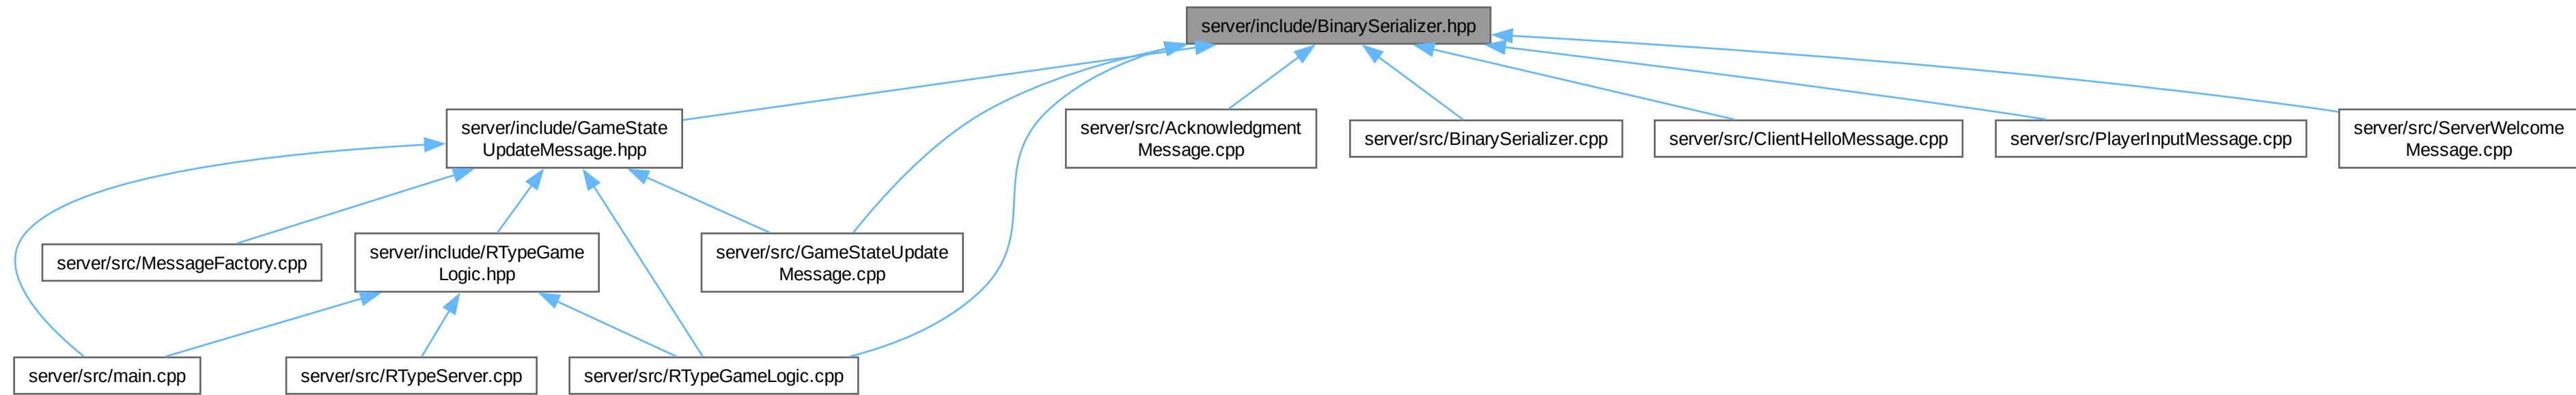 server/include/BinarySerializer.hpp
server/include/GameState
UpdateMessage.hpp
server/src/Acknowledgment
Message.cpp
server/src/BinarySerializer.cpp
server/src/ClientHelloMessage.cpp
server/src/PlayerInputMessage.cpp
server/src/ServerWelcome
Message.cpp
server/src/MessageFactory.cpp
server/include/RTypeGame
Logic.hpp
server/src/GameStateUpdate
Message.cpp
server/src/main.cpp
server/src/RTypeServer.cpp
server/src/RTypeGameLogic.cpp